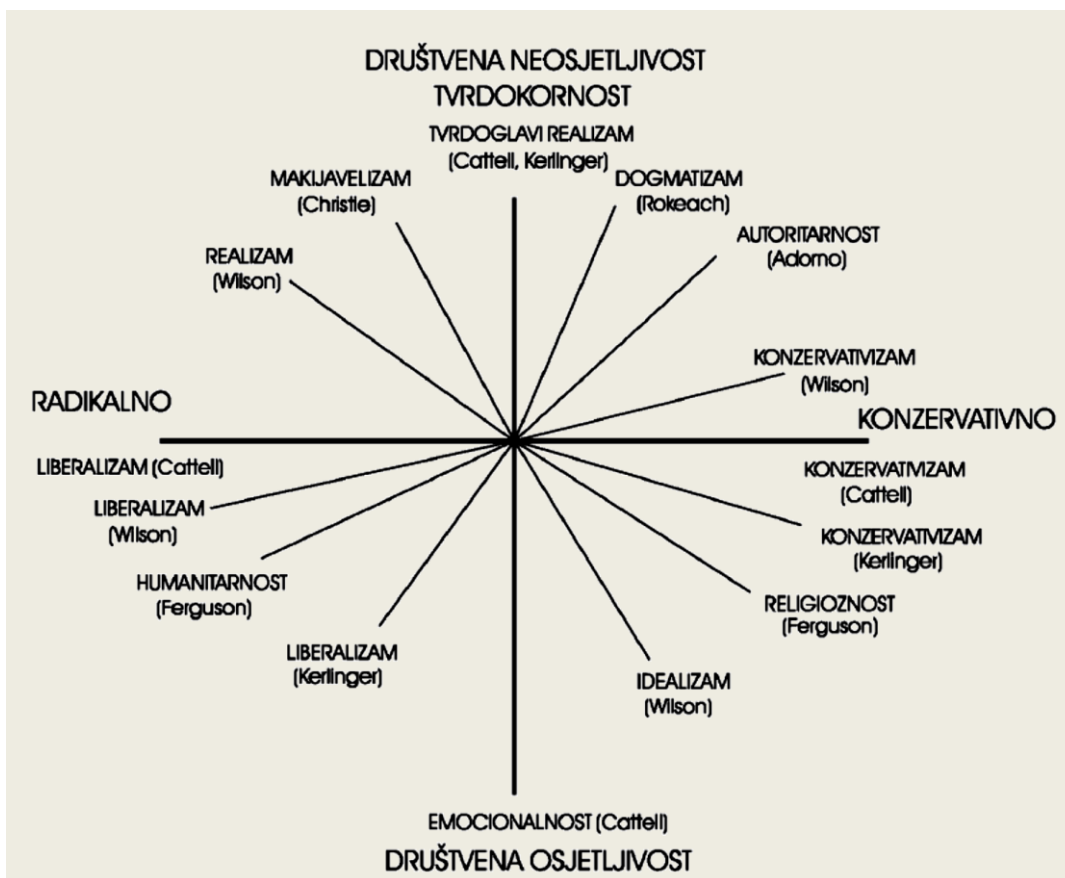 DRUŠTVENA NEOSJETLJIVOST
TVRDOKORNOST
TVRDOGLAVI REALIZAM
(Cattell, Kerlinger)
MAKIJAVELIZAM
(Christie)
DOGMATIZAM
(Rokeach)
REALIZAM
(Wilson)
AUTORITARNOST
(Adorno)
KONZERVATIVIZAM
(Wilson)
RADIKALNO
KONZERVATIVNO
LIBERALIZAM (Cattell)
KONZERVATIVIZAM
(Cattell)
LIBERALIZAM
(Wilson)
KONZERVATIVIZAM
(Kerlinger)
HUMANITARNOST
(Ferguson)
RELIGIOZNOST
(Ferguson)
LIBERALIZAM
(Kerlinger)
IDEALIZAM
(Wilson)
EMOCIONALNOST (Cattell)
DRUŠTVENA OSJETLJIVOST